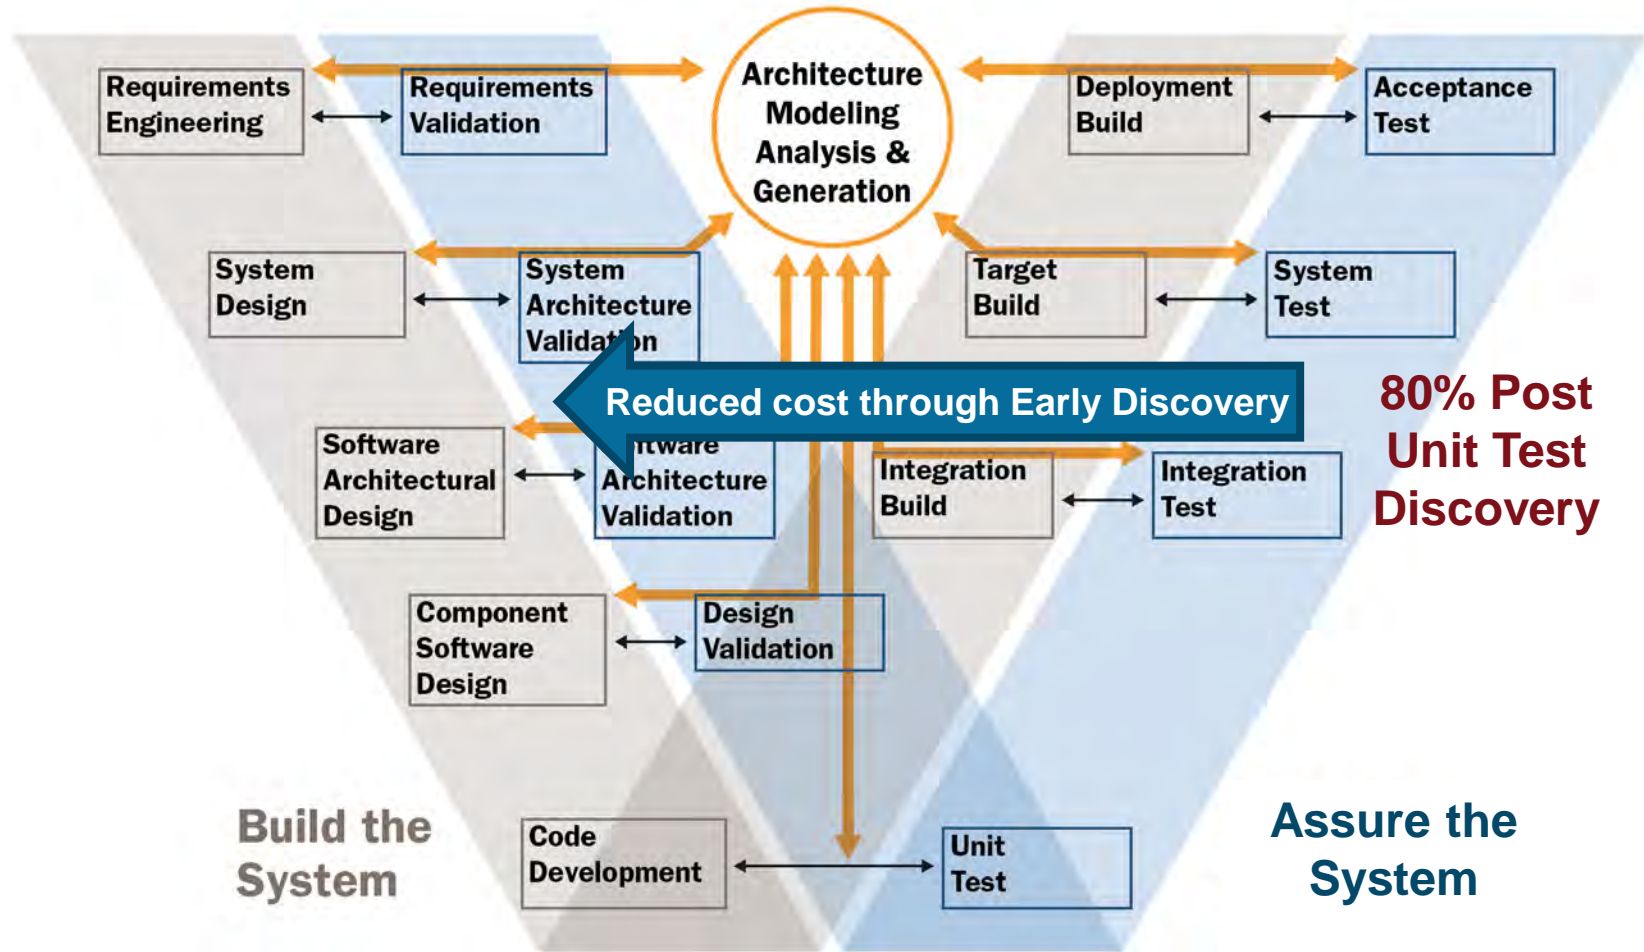 Requirements
Engineering
Requirements
Validation
Architecture
Modeling
Analysis &
Generation
Deployment
Build
Acceptance
Test
System
Design
System
Architecture
Validation
Target
Build
System
Test
Reduced cost through Early Discovery
80% Post
Unit Test
Discovery
Software
Architectural
Design
Architecture
Validation
Integration
Build
Integration
Test
Component
Software
Design
Design
Validation
Build the
System
Code
Development
Unit
Test
Assure the
System